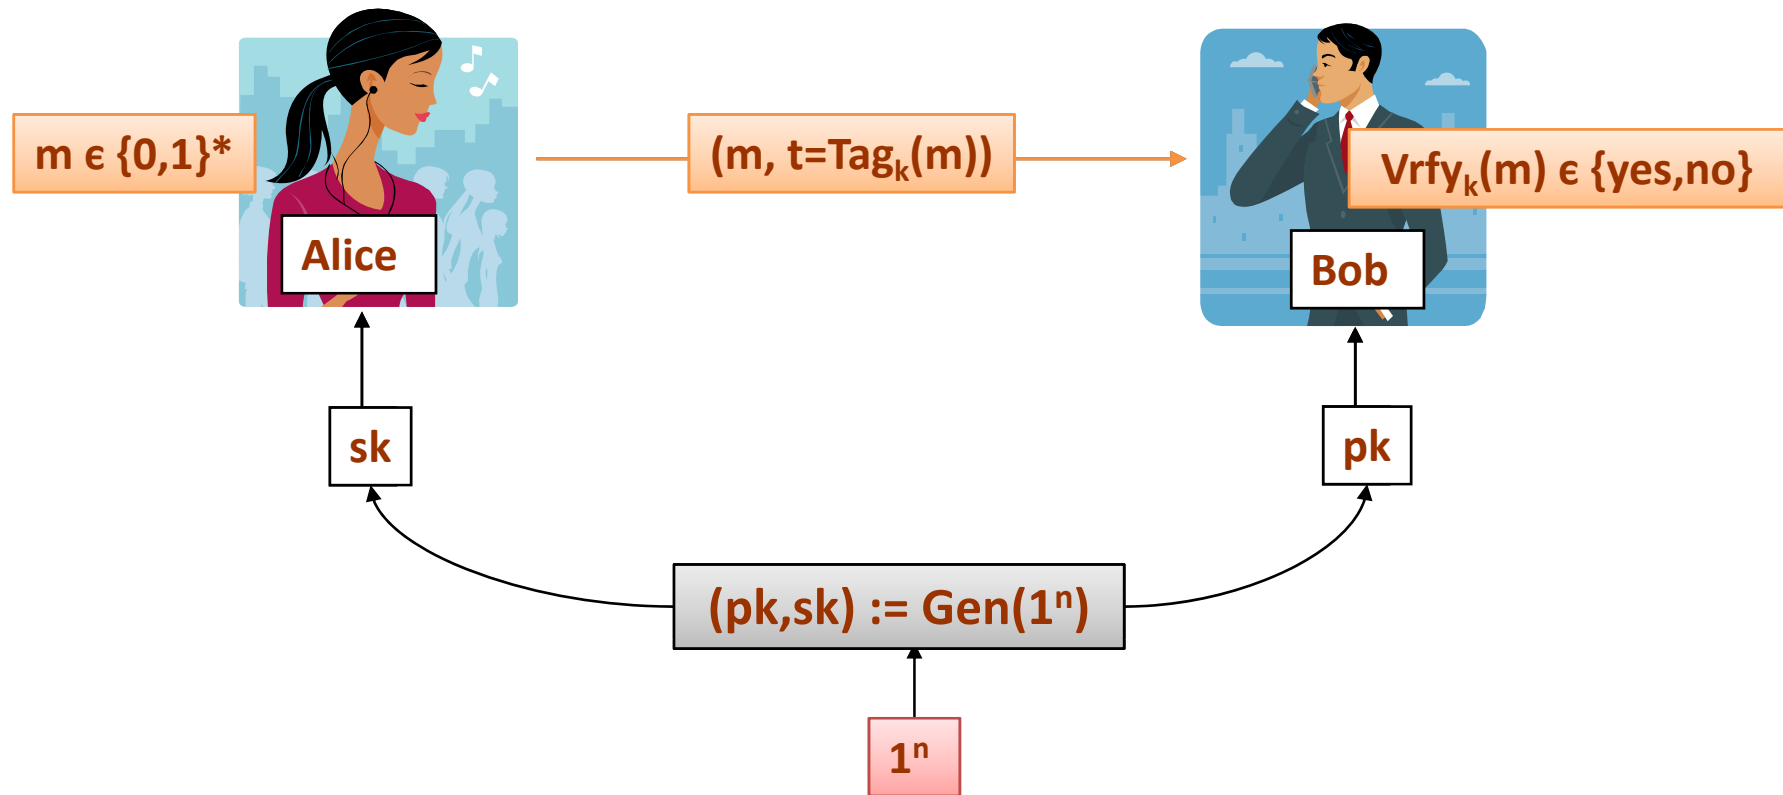 m ϵ {0,1}*
(m, t=Tagₖ(m))
Vrfyₖ(m) ϵ {yes,no}
Alice
Bob
sk
pk
(pk,sk) := Gen(1ⁿ)
1ⁿ